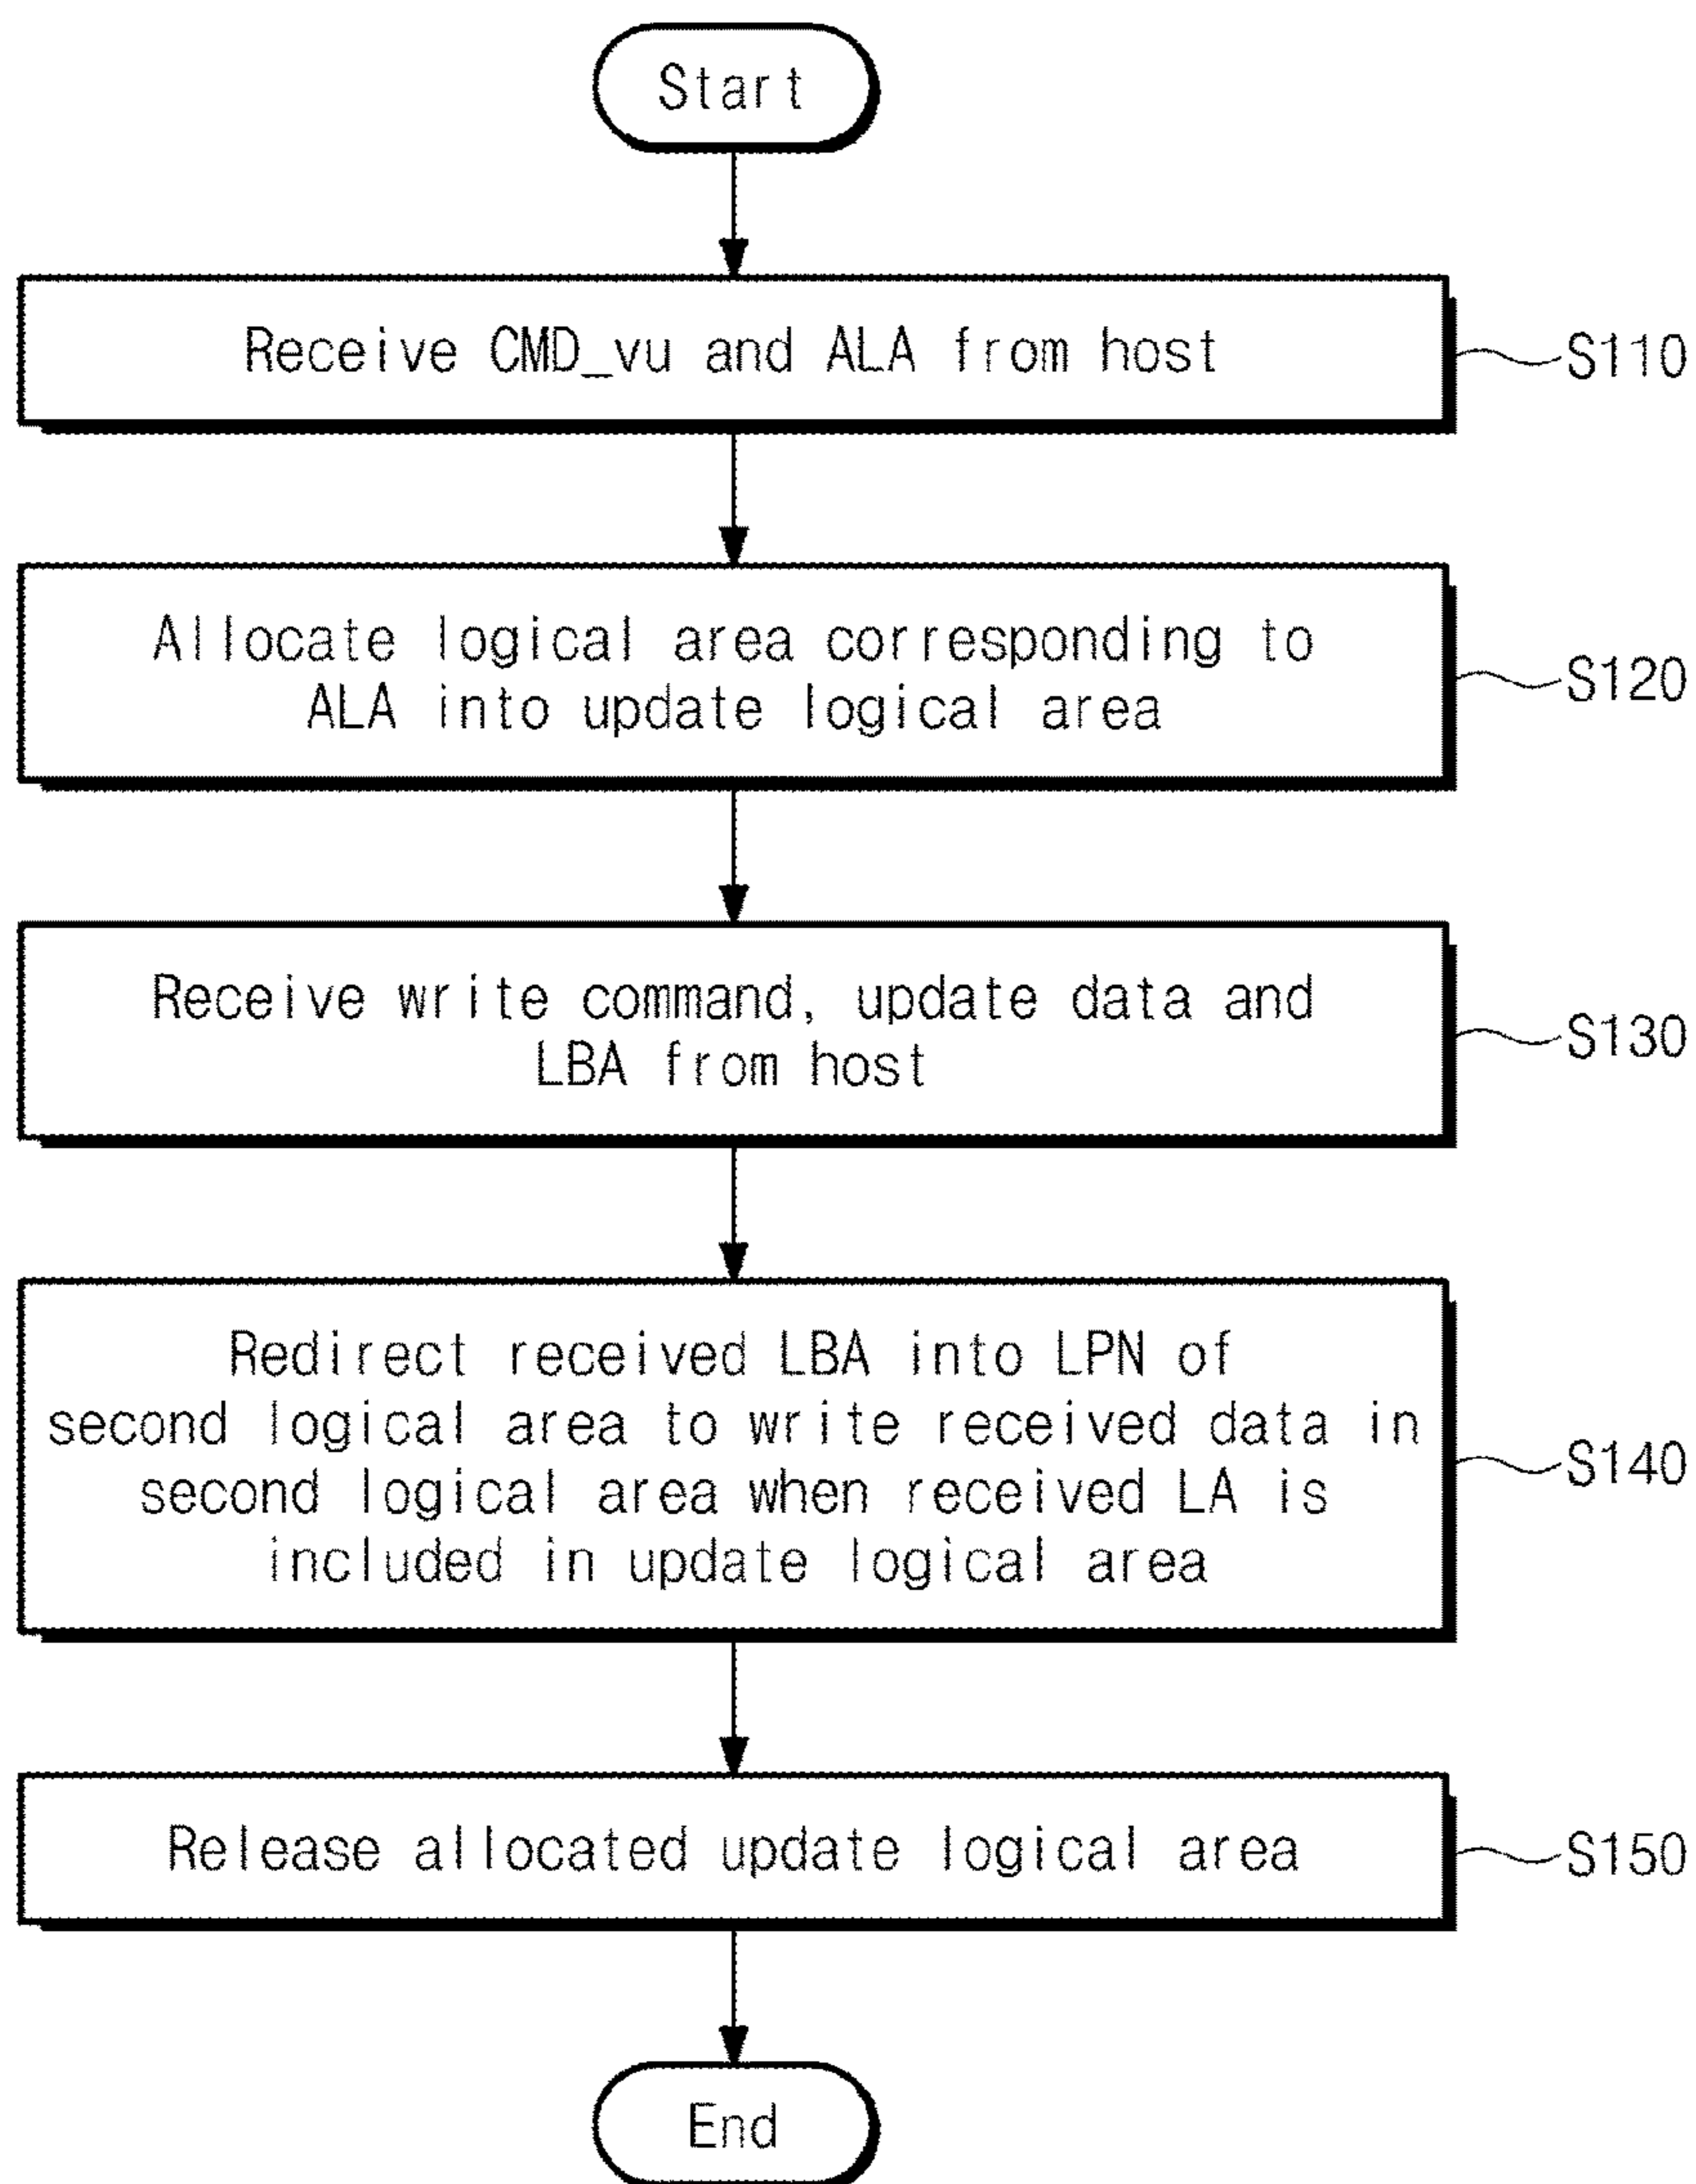 Start
Receive CMD_vu and ALA from host
S110
Allocate logical area corresponding to
ALA into update logical area
S120
Receive write command, update data and
LBA from host
S130
Redirect received LBA into LPN of
second logical area to write received data in
second logical area when received LA is
included in update logical area
S140
Release allocated update logical area
S150
End